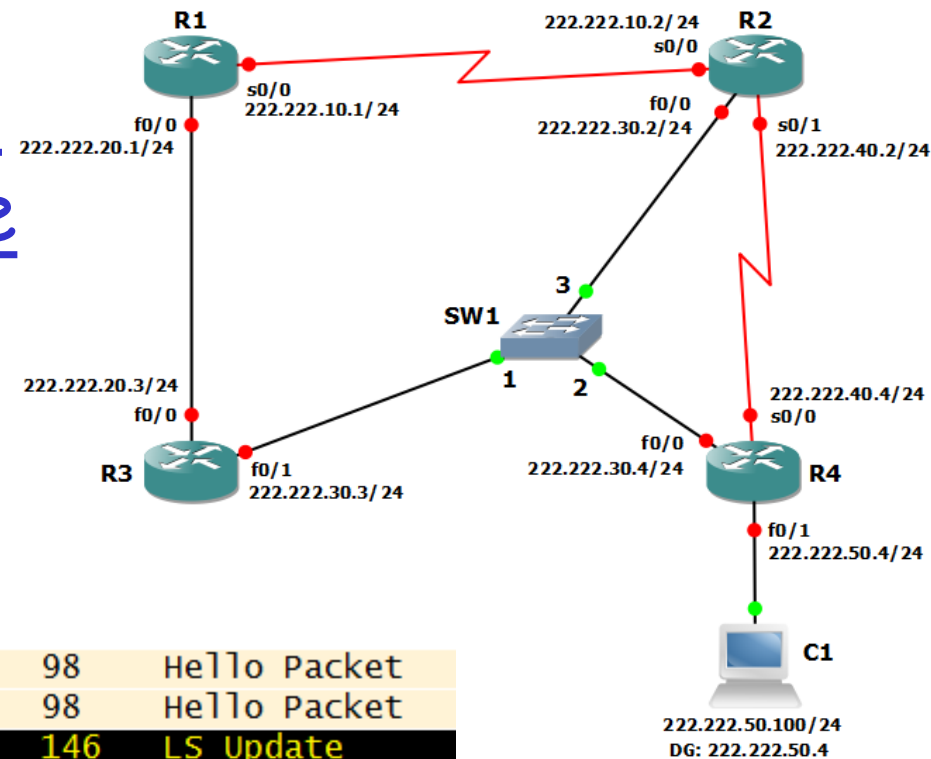 R1
222.222.10.2/24
R2
s0/0
s0/0
222.222.10.1/24
f0/0
222.222.20.1/24
f0/0
222.222.30.2/24
s0/1
222.222.40.2/24
3
SW1
1
2
222.222.20.3/24
f0/0
222.222.40.4/24
s0/0
R3
f0/1
222.222.30.3/24
f0/0
222.222.30.4/24
R4
f0/1
222.222.50.4/24
C1
222.222.50.100/24
DG: 222.222.50.4
98 Hello Packet
98 Hello Packet
146 LS Update